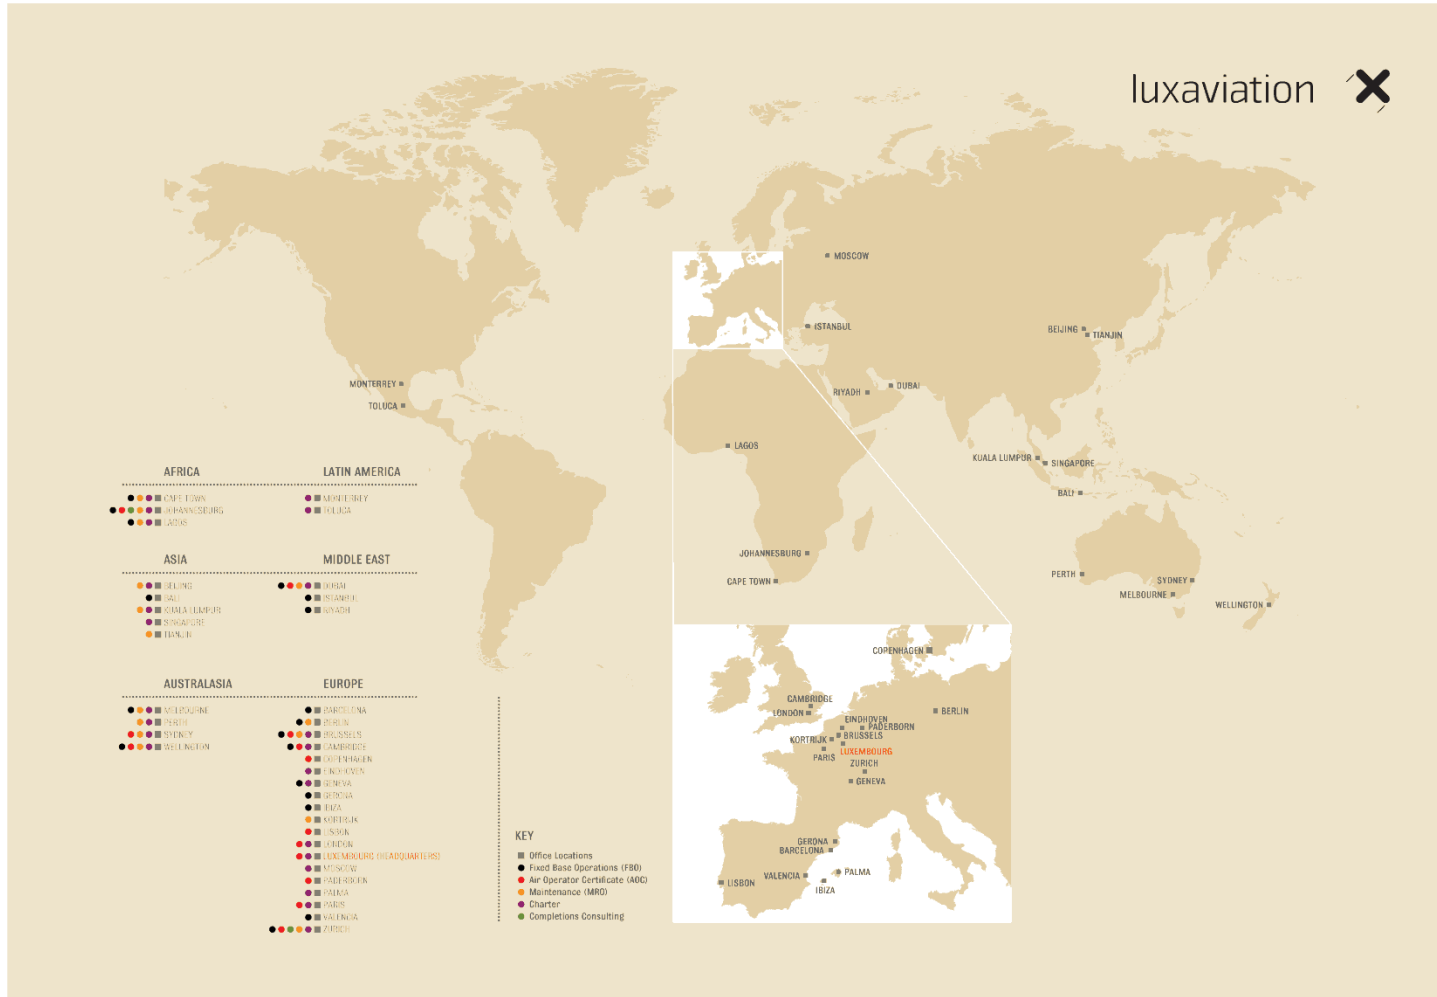 luxaviation
MOSCOW
ISTANBUL
BEIJING
TIANJIN
MONTERREY
TOLUCA
RIYADH
DUBAI
LAGOS
KUALA LUMPUR
SINGAPORE
BALI
JOHANNESBURG
CAPE TOWN
PERTH
SYDNEY
MELBOURNE
WELLINGTON
AFRICA
CAPE TOWN
JOHANNESBURG
LAGOS
LATIN AMERICA
MONTERREY
TOLUCA
ASIA
BEIJING
BALI
KUALA LUMPUR
SINGAPORE
TIANJIN
MIDDLE EAST
DUBAI
ISTANBUL
RIYADH
AUSTRALASIA
MELBOURNE
PERTH
SYDNEY
WELLINGTON
EUROPE
BARCELONA
BERLIN
BRUSSELS
CAMBRIDGE
COPENHAGEN
EINDHOVEN
GENEVA
GERONA
IBIZA
KORTRIJK
LISBON
LONDON
LUXEMBOURG (HEADQUARTERS)
MOSCOW
PADERBORN
PALMA
PARIS
VALENCIA
ZURICH
KEY
Office Locations
Fixed Base Operations (FBO)
Air Operator Certificate (AOC)
Maintenance (MRO)
Charter
Completions Consulting
COPENHAGEN
CAMBRIDGE
LONDON
BERLIN
EINDHOVEN
PADERBORN
KORTRIJK
BRUSSELS
LUXEMBOURG
PARIS
ZURICH
GENEVA
GERONA
BARCELONA
VALENCIA
PALMA
IBIZA
LISBON